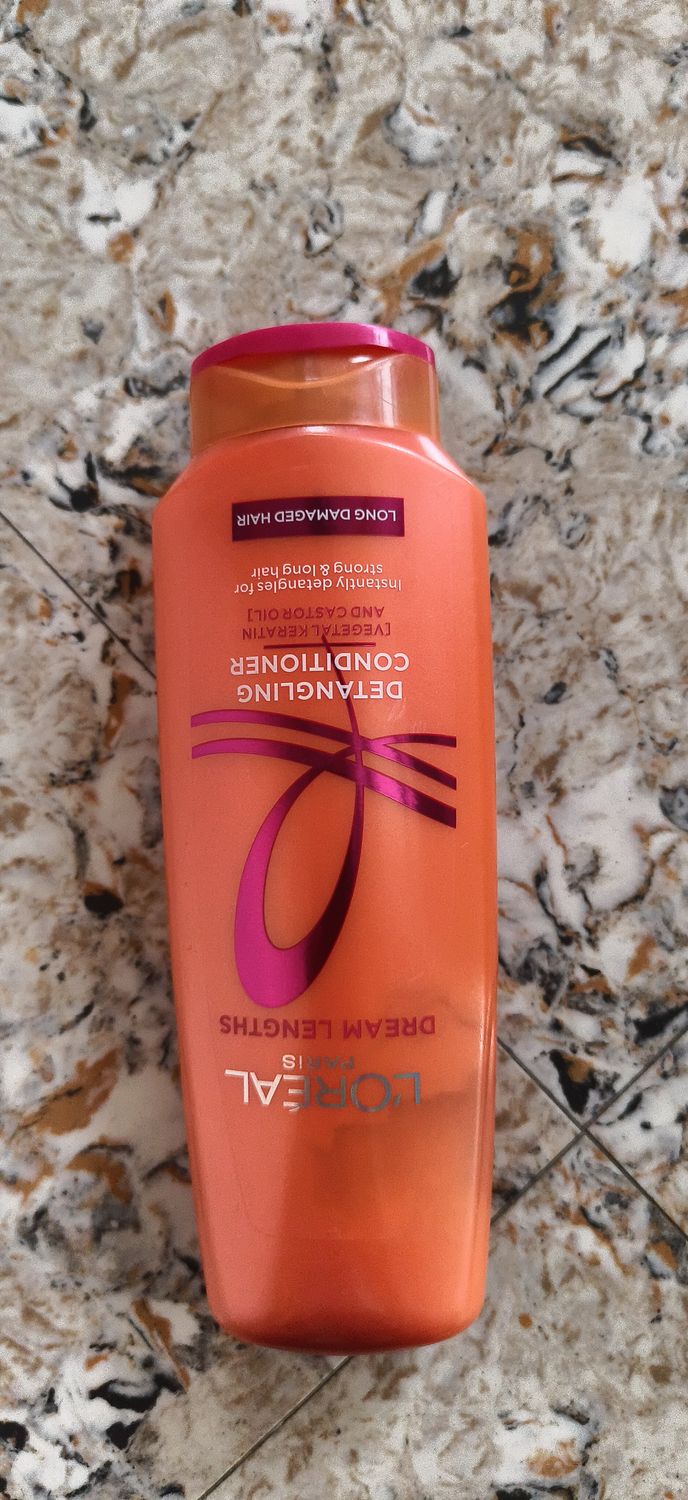 L'ORÉAL
PARIS
DREAM LENGTHS
DETANGLING
CONDITIONER
[VEGETAL KERATIN
AND CASTOR OIL]
Instantly detangles for
strong & long hair
LONG DAMAGED HAIR